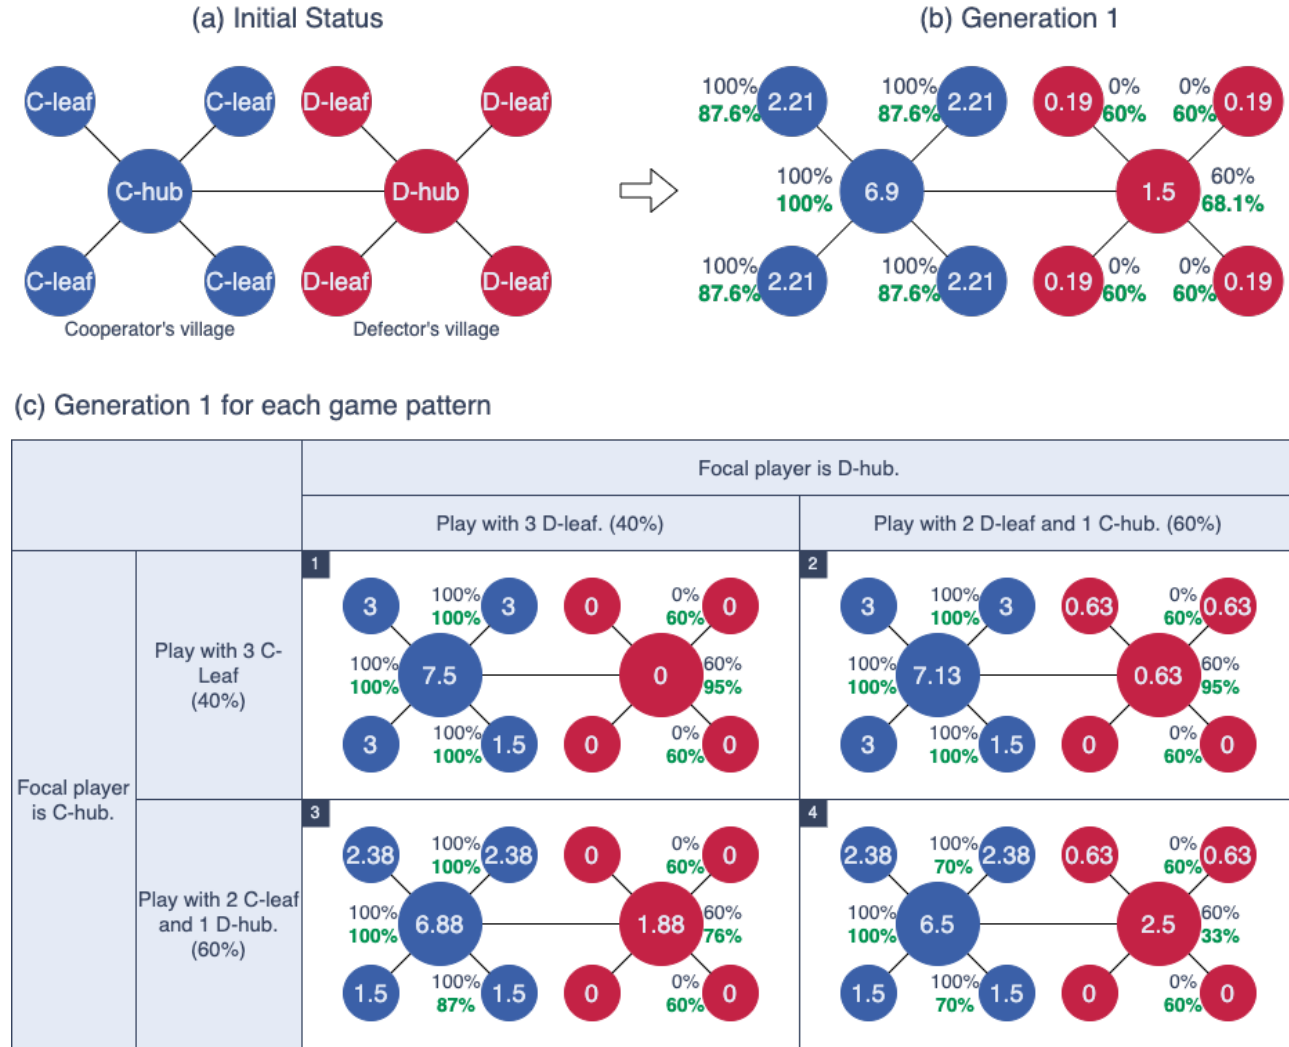 (a) Initial Status
(b) Generation 1
C-leaf C-leaf D-leaf D-leaf
C-hub D-hub
C-leaf C-leaf D-leaf D-leaf
Cooperator's village Defector's village
100% 100% 0% 0%
87.6% 2.21 87.6% 2.21 0.19 60% 60% 0.19
100% 60%
100% 6.9 1.5 68.1%
100% 100% 0% 0%
87.6% 2.21 87.6% 2.21 0.19 60% 60% 0.19
(c) Generation 1 for each game pattern
Focal player is D-hub.
Play with 3 D-leaf. (40%)
Play with 2 D-leaf and 1 C-hub. (60%)
Focal player
is C-hub.
Play with 3 C-
Leaf
(40%)
1
3 100% 3 0 0% 0
100% 60%
100% 60%
100% 7.5 0 95%
3 100% 1.5 0 0% 0
100% 60%
2
3 100% 3 0.63 0% 0.63
100% 60%
100% 60%
100% 7.13 0.63 95%
3 100% 1.5 0 0% 0
100% 60%
Play with 2 C-leaf
and 1 D-hub.
(60%)
3
2.38 100% 2.38 0 0% 0
100% 60%
100% 60%
100% 6.88 1.88 76%
1.5 100% 1.5 0 0% 0
87% 60%
4
2.38 100% 2.38 0.63 0% 0.63
70% 60%
100% 60%
100% 6.5 2.5 33%
1.5 100% 1.5 0 0% 0
70% 60%